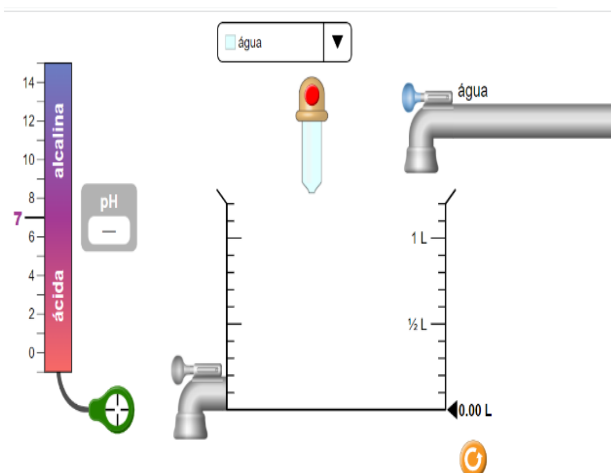 água
água
14
12
10
8
7
6
4
2
0
alcalina
ácida
pH
—
1 L
½ L
0.00 L